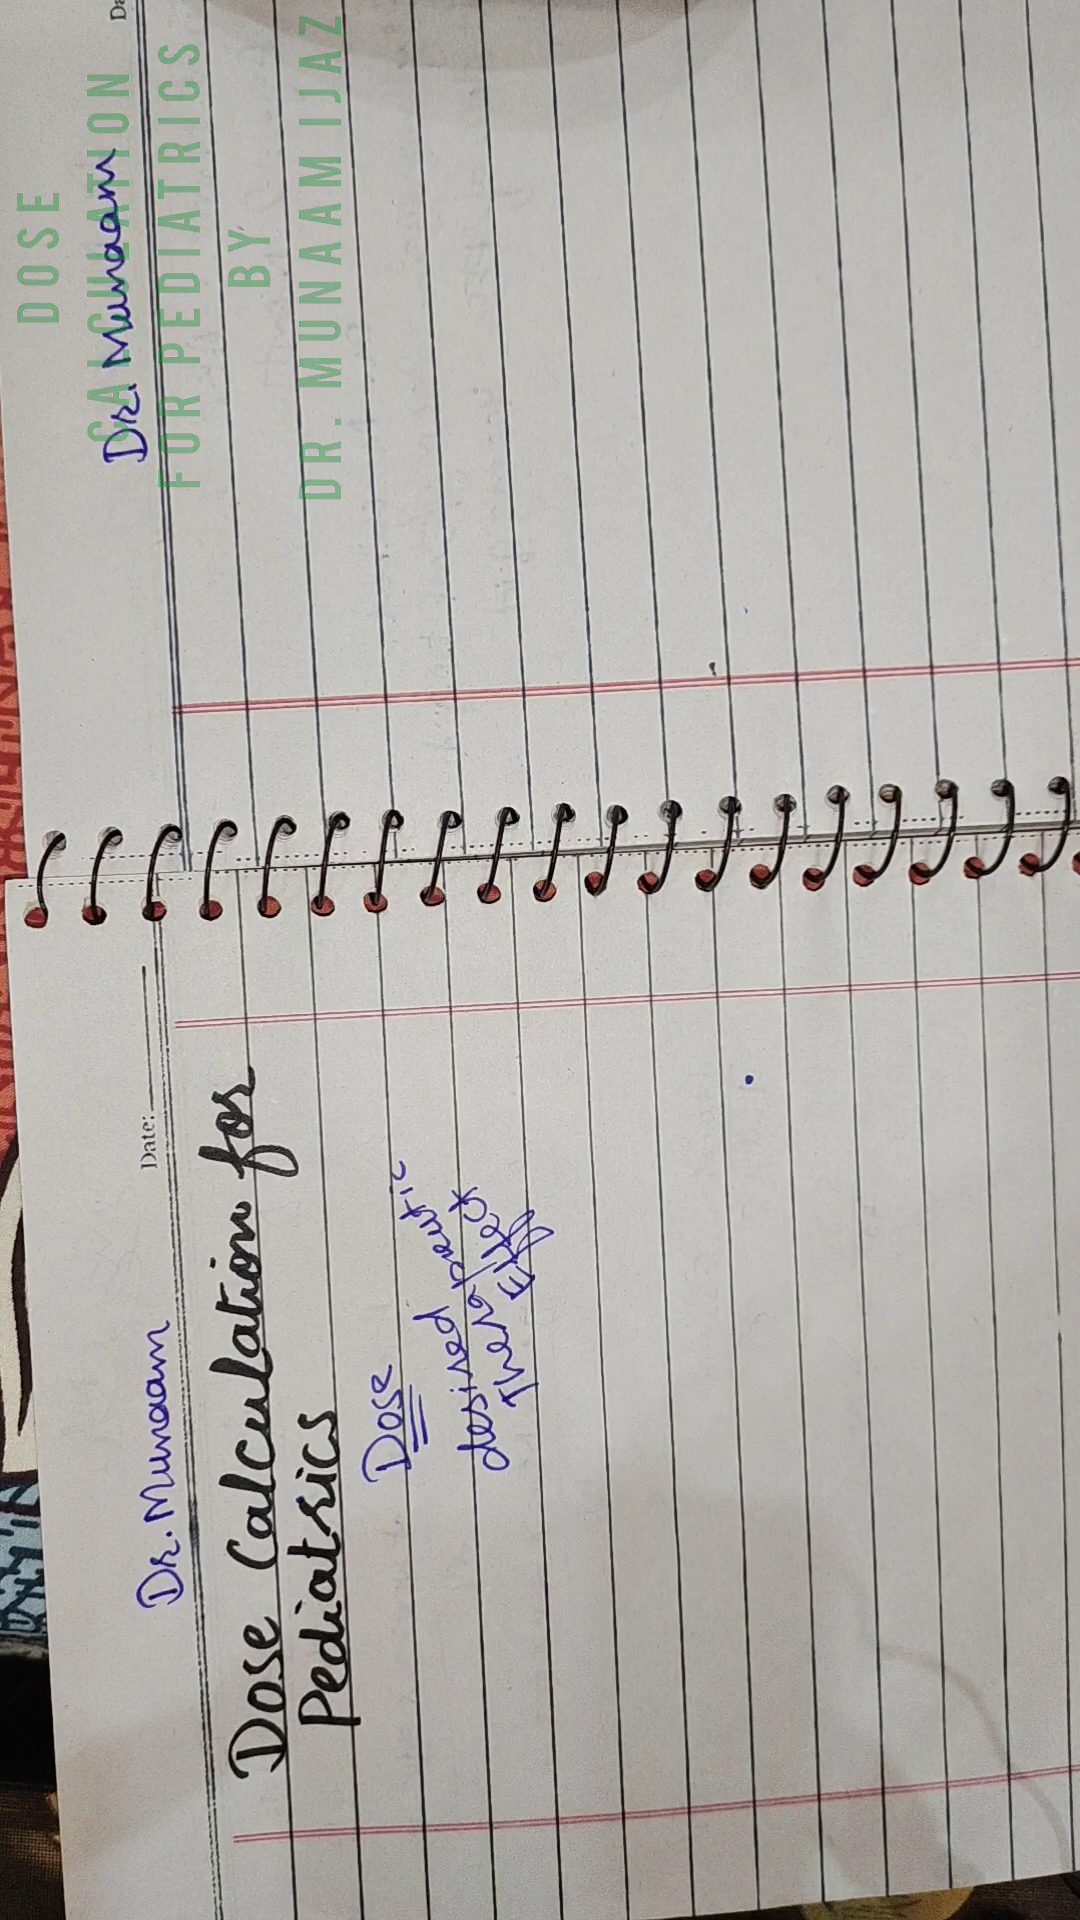 Dr. Munaam
Date:
Dose Calculation for
Pediatrics
Dose
desired
Therapeutic
Effect
Dr. Munaam
Da
DOSE
CALCULATION
FOR PEDIATRICS
BY
DR. MUNAAM IJAZ